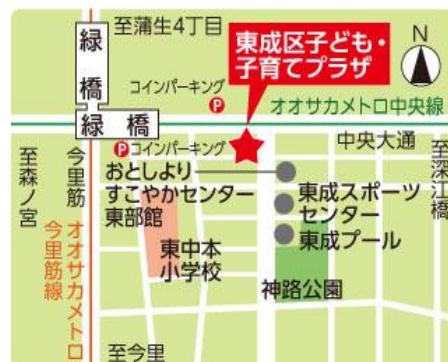 至蒲生4丁目
緑橋
東成区子ども・
子育てプラザ
N
コインパーキング
P
オオサカメトロ中央線
緑橋
P コインパーキング
中央大通
至森ノ宮
今里筋
オオサカメトロ
今里筋線
おとしより
すこやかセンター
東部館
東成スポーツ
センター
東成プール
至深江橋
東中本
小学校
神路公園
至今里